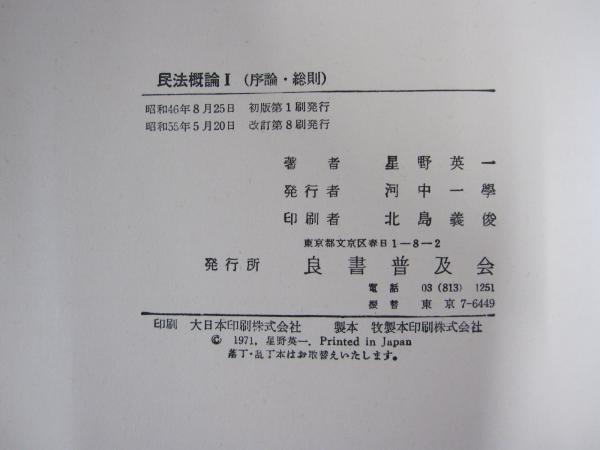 民法概論Ⅰ（序論・総則）
昭和46年8月25日 初版第1刷発行
昭和55年5月20日 改訂第8刷発行
著者 星野英一
発行者 河中一學
印刷者 北島義俊
東京都文京区春日1-8-2
発行所 良書普及会
電話 03 (813) 1251
振替 東京7-6449
印刷 大日本印刷株式会社 製本 牧製本印刷株式会社
© 1971, 星野英一. Printed in Japan
落丁・乱丁本はお取替えいたします。